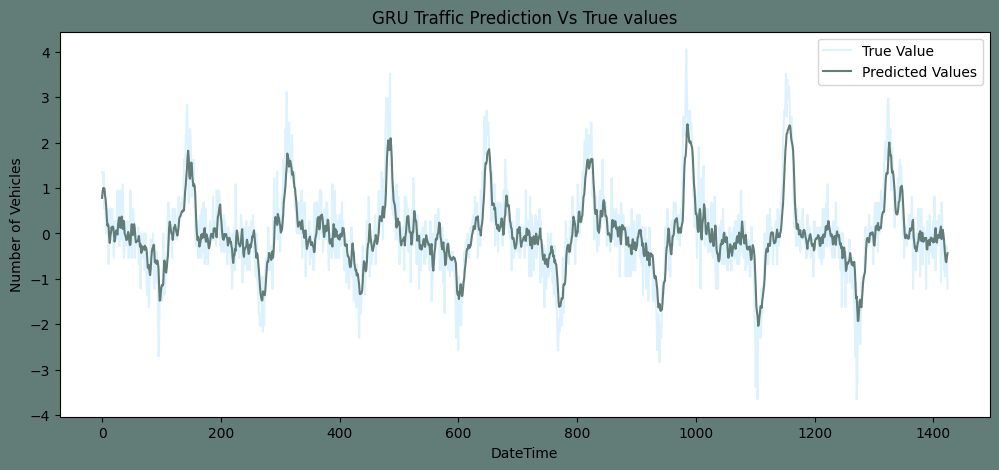 GRU Traffic Prediction Vs True values
True Value
Predicted Values
Number of Vehicles
4
3
2
1
0
−1
−2
−3
−4
0 200 400 600 800 1000 1200 1400
DateTime